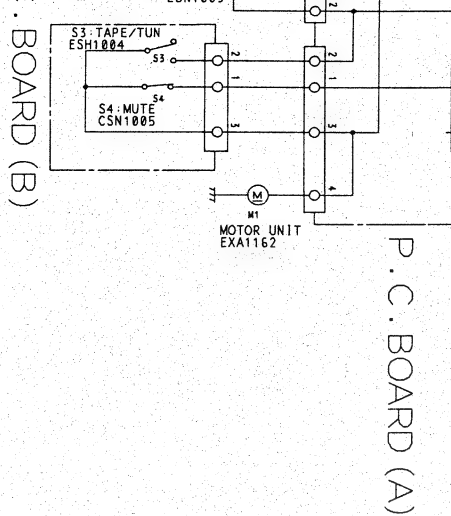 S3:TAPE/TUN
ESH1004
S3
S4
S4:MUTE
CSN1005
2
1
3
2
2
1
3
4
M
M1
MOTOR UNIT
EXA1162
BOARD (B)
P.C.BOARD (A)